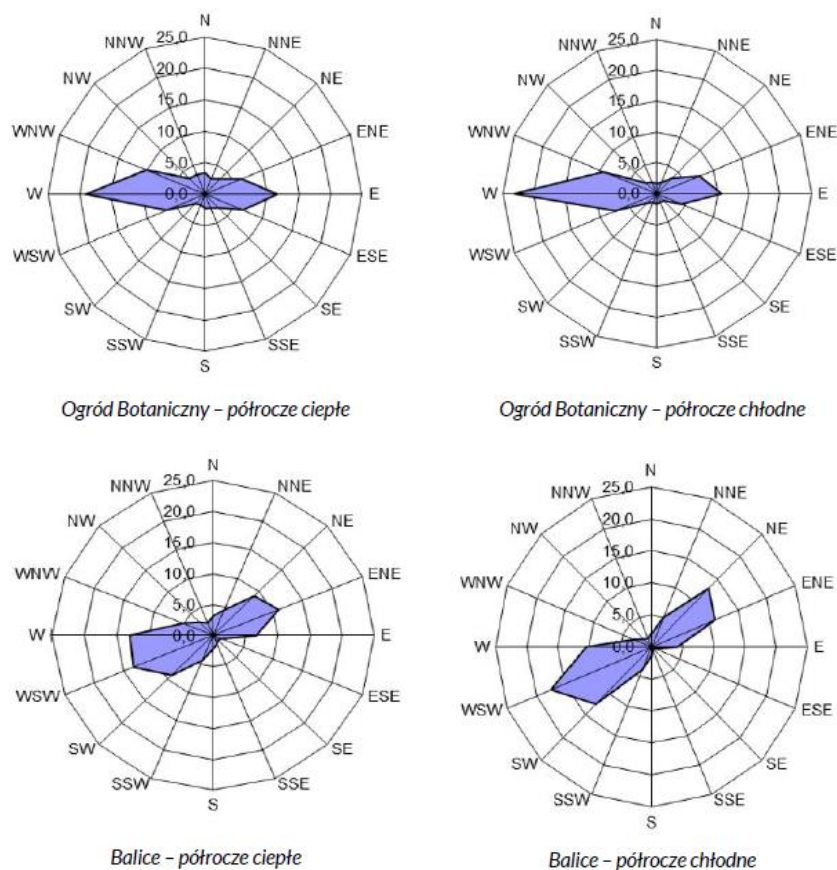 N
NNW 25,0 NNE
NW 20,0 NE
15,0
WNW 10,0 ENE
5,0
W 0,0 E
WSW ESE
SW SE
SSW SSE
S
Ogród Botaniczny – półrocze ciepłe
N
NNW 25,0 NNE
NW 20,0 NE
15,0
WNW 10,0 ENE
5,0
W 0,0 E
WSW ESE
SW SE
SSW SSE
S
Ogród Botaniczny – półrocze chłodne
N
NNW 25,0 NNE
NW 20,0 NE
15,0
WNW 10,0 ENE
5,0
W 0,0 E
WSW ESE
SW SE
SSW SSE
S
Balice – półrocze ciepłe
N
NNW 25,0 NNE
NW 20,0 NE
15,0
WNW 10,0 ENE
5,0
W 0,0 E
WSW ESE
SW SE
SSW SSE
S
Balice – półrocze chłodne